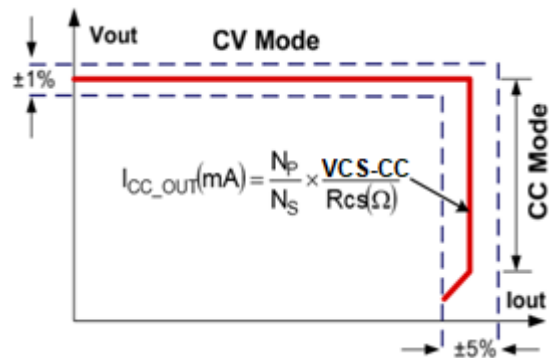 Vout
CV Mode
±1%
I_CC_OUT(mA) = N_P/N_S × VCS-CC/Rcs(Ω)
CC Mode
Iout
±5%